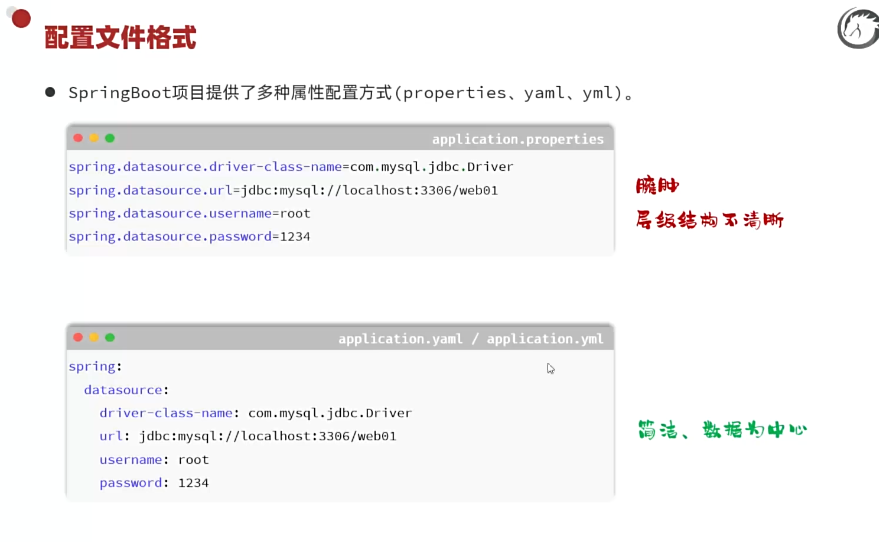 配置文件格式
SpringBoot项目提供了多种属性配置方式(properties、yaml、yml)。
application.properties
spring.datasource.driver-class-name=com.mysql.jdbc.Driver
spring.datasource.url=jdbc:mysql://localhost:3306/web01
spring.datasource.username=root
spring.datasource.password=1234
臃肿
层级结构不清晰
application.yaml / application.yml
spring:
  datasource:
    driver-class-name: com.mysql.jdbc.Driver
    url: jdbc:mysql://localhost:3306/web01
    username: root
    password: 1234
简洁、数据为中心